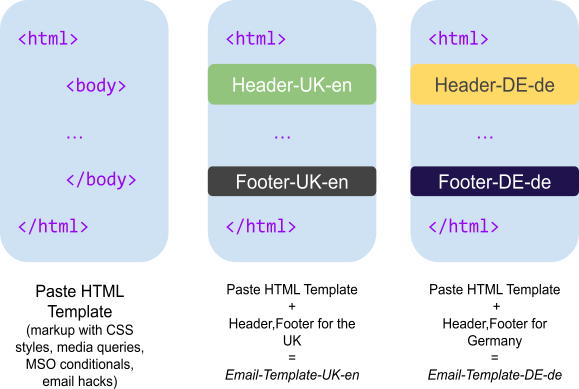 <html>
<body>
...
</body>
</html>
Paste HTML
Template
(markup with CSS
styles, media queries,
MSO conditionals,
email hacks)
<html>
Header-UK-en
...
Footer-UK-en
</html>
Paste HTML Template
+
Header,Footer for the
UK
=
Email-Template-UK-en
<html>
Header-DE-de
...
Footer-DE-de
</html>
Paste HTML Template
+
Header,Footer for
Germany
=
Email-Template-DE-de